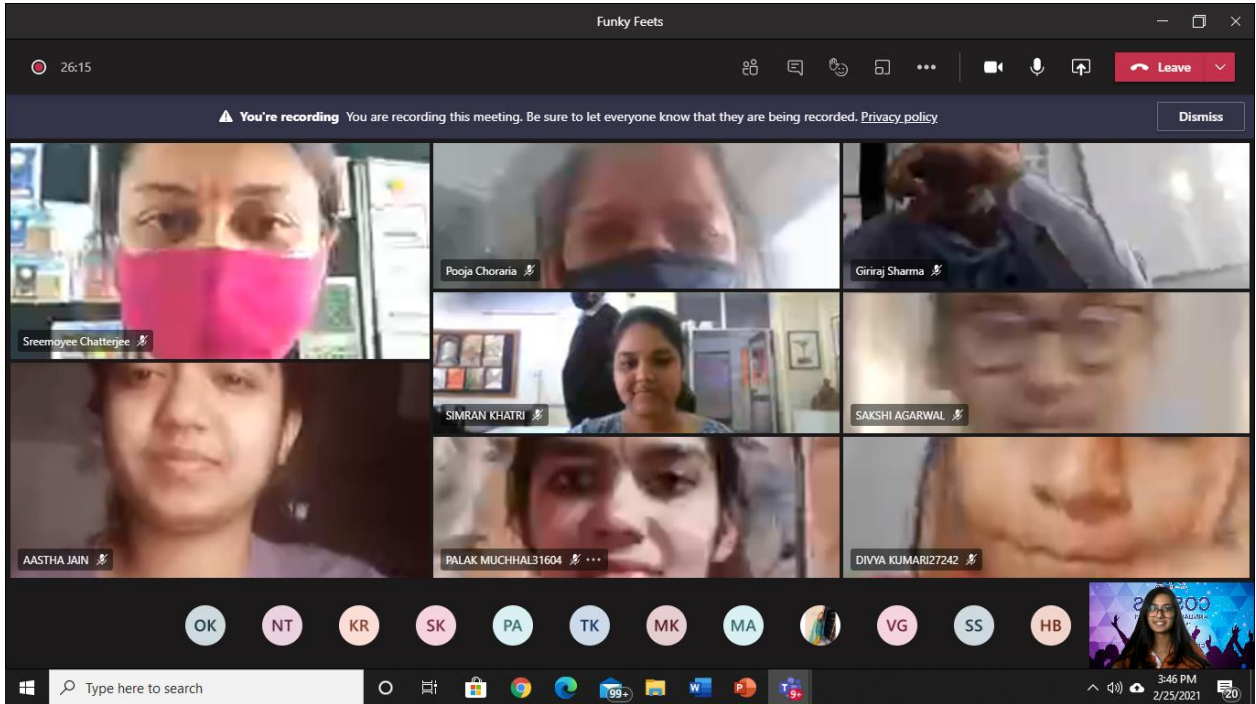 Funky Feets
26:15
Leave
You're recording You are recording this meeting. Be sure to let everyone know that they are being recorded. Privacy policy
Dismiss
Sreemoyee Chatterjee
Pooja Choraria
Giriraj Sharma
SIMRAN KHATRI
SAKSHI AGARWAL
AASTHA JAIN
PALAK MUCHHAL31604
DIVYA KUMARI27242
OK NT KR SK PA TK MK MA VG SS HB
Type here to search
99+
9+
3:46 PM
2/25/2021
20